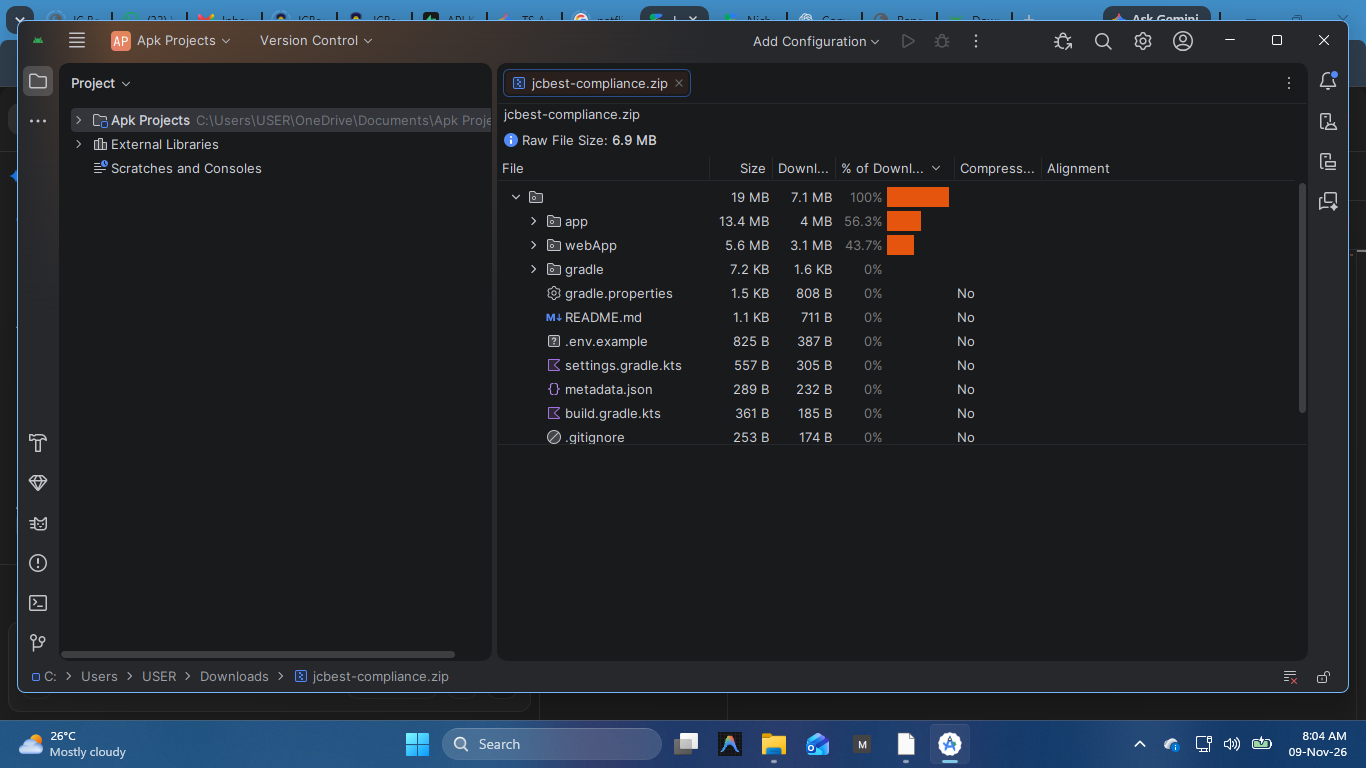 Ask Gemini
AP Apk Projects
Version Control
Add Configuration
Project
jcbest-compliance.zip
Apk Projects C:\Users\USER\OneDrive\Documents\Apk Proje
jcbest-compliance.zip
External Libraries
Raw File Size: 6.9 MB
Scratches and Consoles
File Size Downl... % of Downl... Compress... Alignment
19 MB 7.1 MB 100%
app 13.4 MB 4 MB 56.3%
webApp 5.6 MB 3.1 MB 43.7%
gradle 7.2 KB 1.6 KB 0%
gradle.properties 1.5 KB 808 B 0% No
README.md 1.1 KB 711 B 0% No
.env.example 825 B 387 B 0% No
settings.gradle.kts 557 B 305 B 0% No
metadata.json 289 B 232 B 0% No
build.gradle.kts 361 B 185 B 0% No
.gitignore 253 B 174 B 0% No
C: Users USER Downloads jcbest-compliance.zip
26°C
Mostly cloudy
Search
M
8:04 AM
09-Nov-26